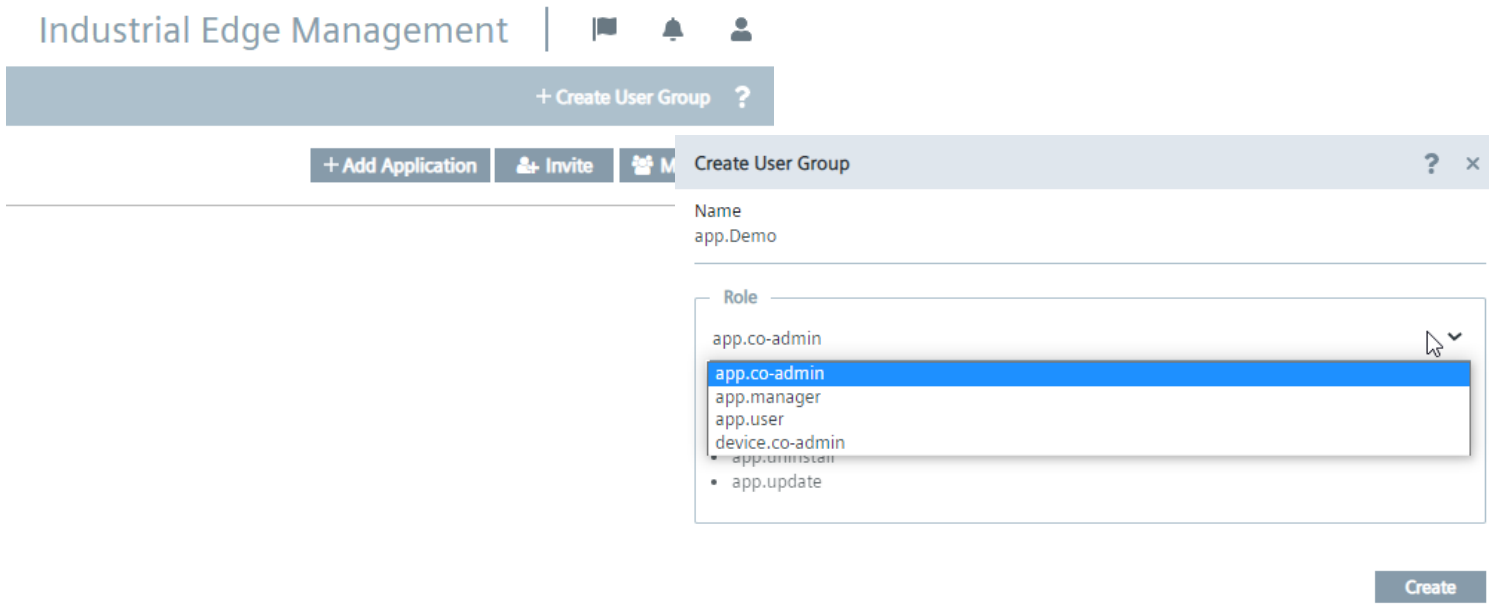 Industrial Edge Management
+ Create User Group ?
+ Add Application
Invite
M
Create User Group ? ×
Name
app.Demo
Role
app.co-admin
app.co-admin
app.manager
app.user
device.co-admin
• app.uninstall
• app.update
Create